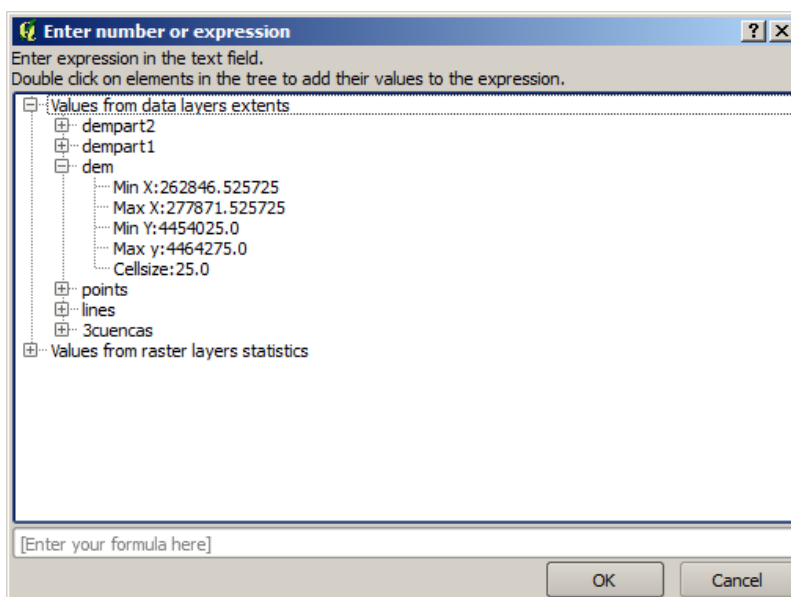 Enter number or expression
Enter expression in the text field.
Double click on elements in the tree to add their values to the expression.
Values from data layers extents
dempart2
dempart1
dem
Min X:262846.525725
Max X:277871.525725
Min Y:4454025.0
Max y:4464275.0
Cellsize:25.0
points
lines
3cuencas
Values from raster layers statistics
[Enter your formula here]
OK
Cancel